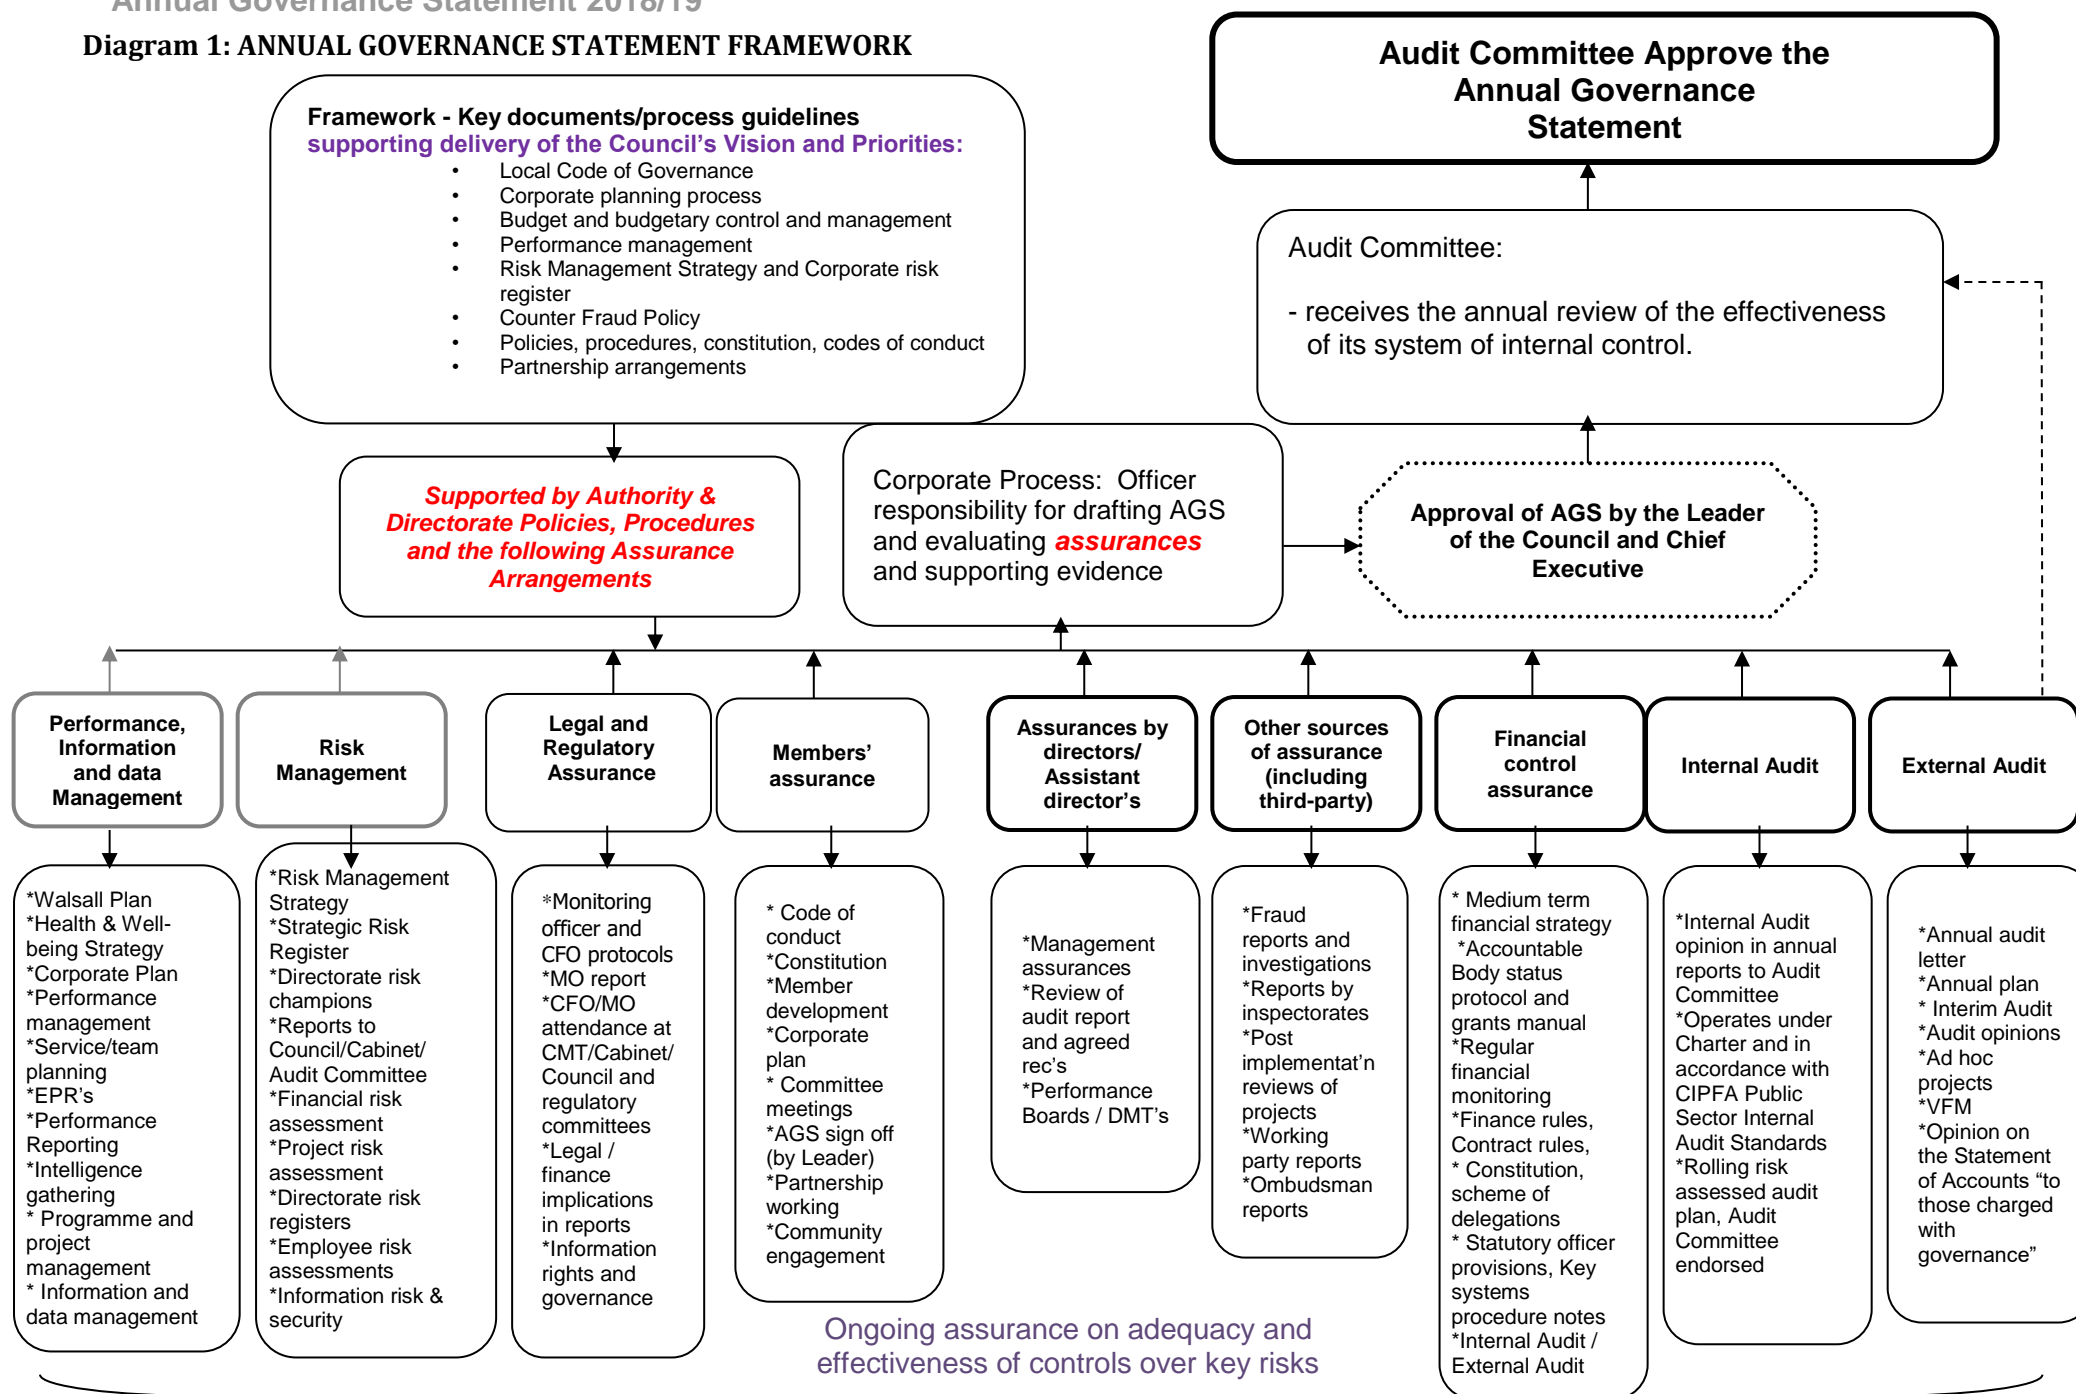 Annual Governance Statement 2018/19
Diagram 1: ANNUAL GOVERNANCE STATEMENT FRAMEWORK
Framework - Key documents/process guidelines
supporting delivery of the Council’s Vision and Priorities:
• Local Code of Governance
• Corporate planning process
• Budget and budgetary control and management
• Performance management
• Risk Management Strategy and Corporate risk
register
• Counter Fraud Policy
• Policies, procedures, constitution, codes of conduct
• Partnership arrangements
Audit Committee Approve the
Annual Governance
Statement
Audit Committee:
- receives the annual review of the effectiveness
of its system of internal control.
Supported by Authority &
Directorate Policies, Procedures
and the following Assurance
Arrangements
Corporate Process: Officer
responsibility for drafting AGS
and evaluating assurances
and supporting evidence
Approval of AGS by the Leader
of the Council and Chief
Executive
Performance,
Information
and data
Management
Risk
Management
Legal and
Regulatory
Assurance
Members’
assurance
Assurances by
directors/
Assistant
director’s
Other sources
of assurance
(including
third-party)
Financial
control
assurance
Internal Audit
External Audit
*Walsall Plan
*Health & Well-
being Strategy
*Corporate Plan
*Performance
management
*Service/team
planning
*EPR’s
*Performance
Reporting
*Intelligence
gathering
* Programme and
project
management
* Information and
data management
*Risk Management
Strategy
*Strategic Risk
Register
*Directorate risk
champions
*Reports to
Council/Cabinet/
Audit Committee
*Financial risk
assessment
*Project risk
assessment
*Directorate risk
registers
*Employee risk
assessments
*Information risk &
security
*Monitoring
officer and
CFO protocols
*MO report
*CFO/MO
attendance at
CMT/Cabinet/
Council and
regulatory
committees
*Legal /
finance
implications
in reports
*Information
rights and
governance
* Code of
conduct
*Constitution
*Member
development
*Corporate
plan
* Committee
meetings
*AGS sign off
(by Leader)
*Partnership
working
*Community
engagement
*Management
assurances
*Review of
audit report
and agreed
rec’s
*Performance
Boards / DMT’s
*Fraud
reports and
investigations
*Reports by
inspectorates
*Post
implementat’n
reviews of
projects
*Working
party reports
*Ombudsman
reports
* Medium term
financial strategy
*Accountable
Body status
protocol and
grants manual
*Regular
financial
monitoring
*Finance rules,
Contract rules,
* Constitution,
scheme of
delegations
* Statutory officer
provisions, Key
systems
procedure notes
*Internal Audit /
External Audit
*Internal Audit
opinion in annual
reports to Audit
Committee
*Operates under
Charter and in
accordance with
CIPFA Public
Sector Internal
Audit Standards
*Rolling risk
assessed audit
plan, Audit
Committee
endorsed
*Annual audit
letter
*Annual plan
* Interim Audit
*Audit opinions
*Ad hoc
projects
*VFM
*Opinion on
the Statement
of Accounts “to
those charged
with
governance”
Ongoing assurance on adequacy and
effectiveness of controls over key risks